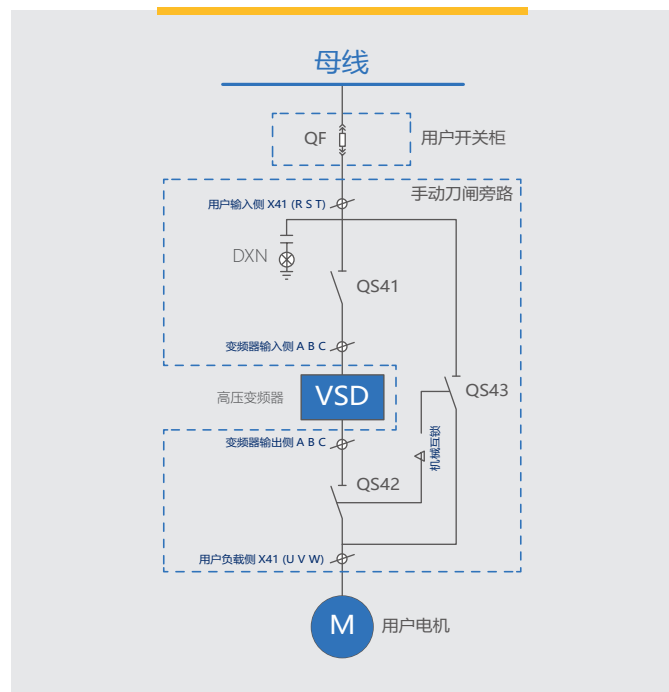 母线
QF
用户开关柜
手动刀闸旁路
用户输入侧 X41 (R S T)
DXN
QS41
变频器输入侧 A B C
高压变频器
VSD
QS43
变频器输出侧 A B C
机械互锁
QS42
用户负载侧 X41 (U V W)
M
用户电机